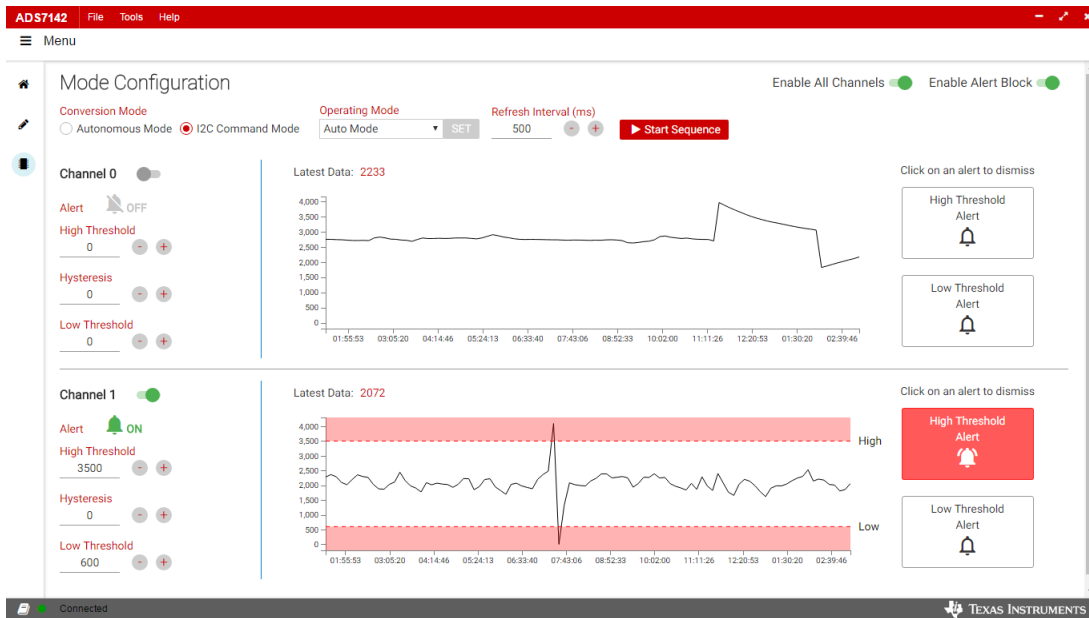 ADS7142 File Tools Help
Menu
Mode Configuration
Enable All Channels Enable Alert Block
Conversion Mode Operating Mode Refresh Interval (ms)
Autonomous Mode I2C Command Mode Auto Mode SET 500 - + Start Sequence
Channel 0
Alert OFF
High Threshold
0 - +
Hysteresis
0 - +
Low Threshold
0 - +
Latest Data: 2233
4,000
3,500
3,000
2,500
2,000
1,500
1,000
500
0
01:55:53 03:05:20 04:14:46 05:24:13 06:33:40 07:43:06 08:52:33 10:02:00 11:11:26 12:20:53 01:30:20 02:39:46
Click on an alert to dismiss
High Threshold
Alert
Low Threshold
Alert
Channel 1
Alert ON
High Threshold
3500 - +
Hysteresis
0 - +
Low Threshold
600 - +
Latest Data: 2072
4,000
3,500
3,000
2,500
2,000
1,500
1,000
500
0
High
Low
01:55:53 03:05:20 04:14:46 05:24:13 06:33:40 07:43:06 08:52:33 10:02:00 11:11:26 12:20:53 01:30:20 02:39:46
Click on an alert to dismiss
High Threshold
Alert
Low Threshold
Alert
Connected
TEXAS INSTRUMENTS